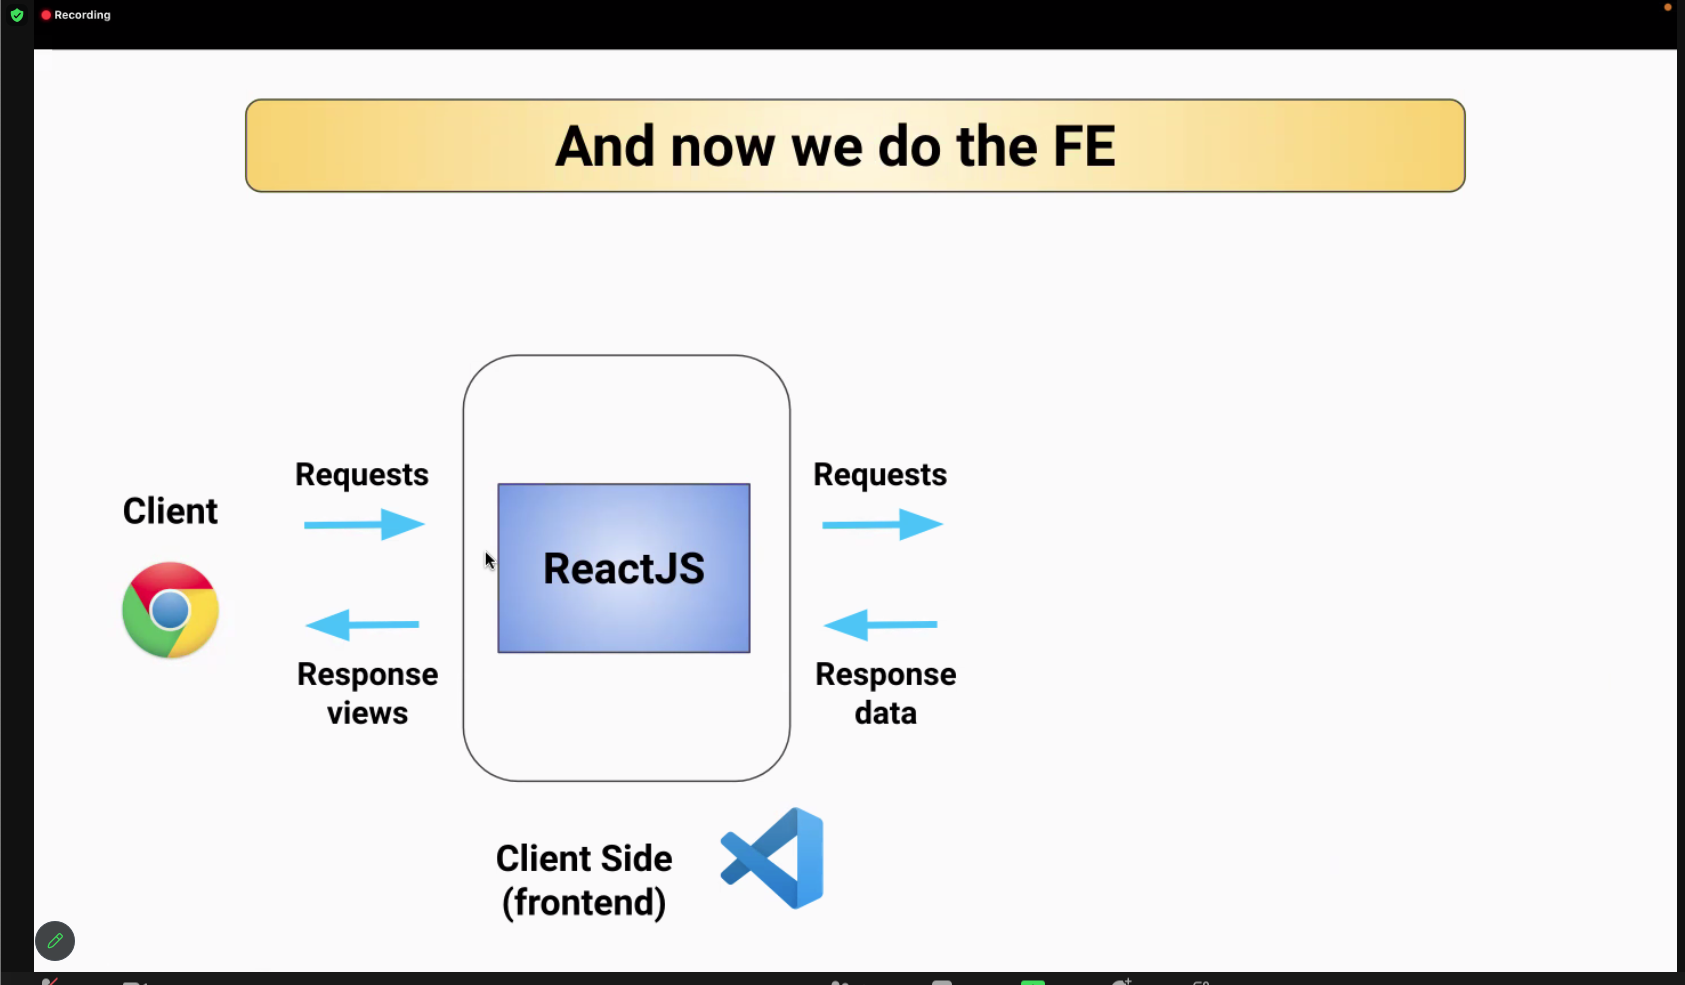 Recording
And now we do the FE
Requests
Requests
Client
ReactJS
Response
views
Response
data
Client Side
(frontend)